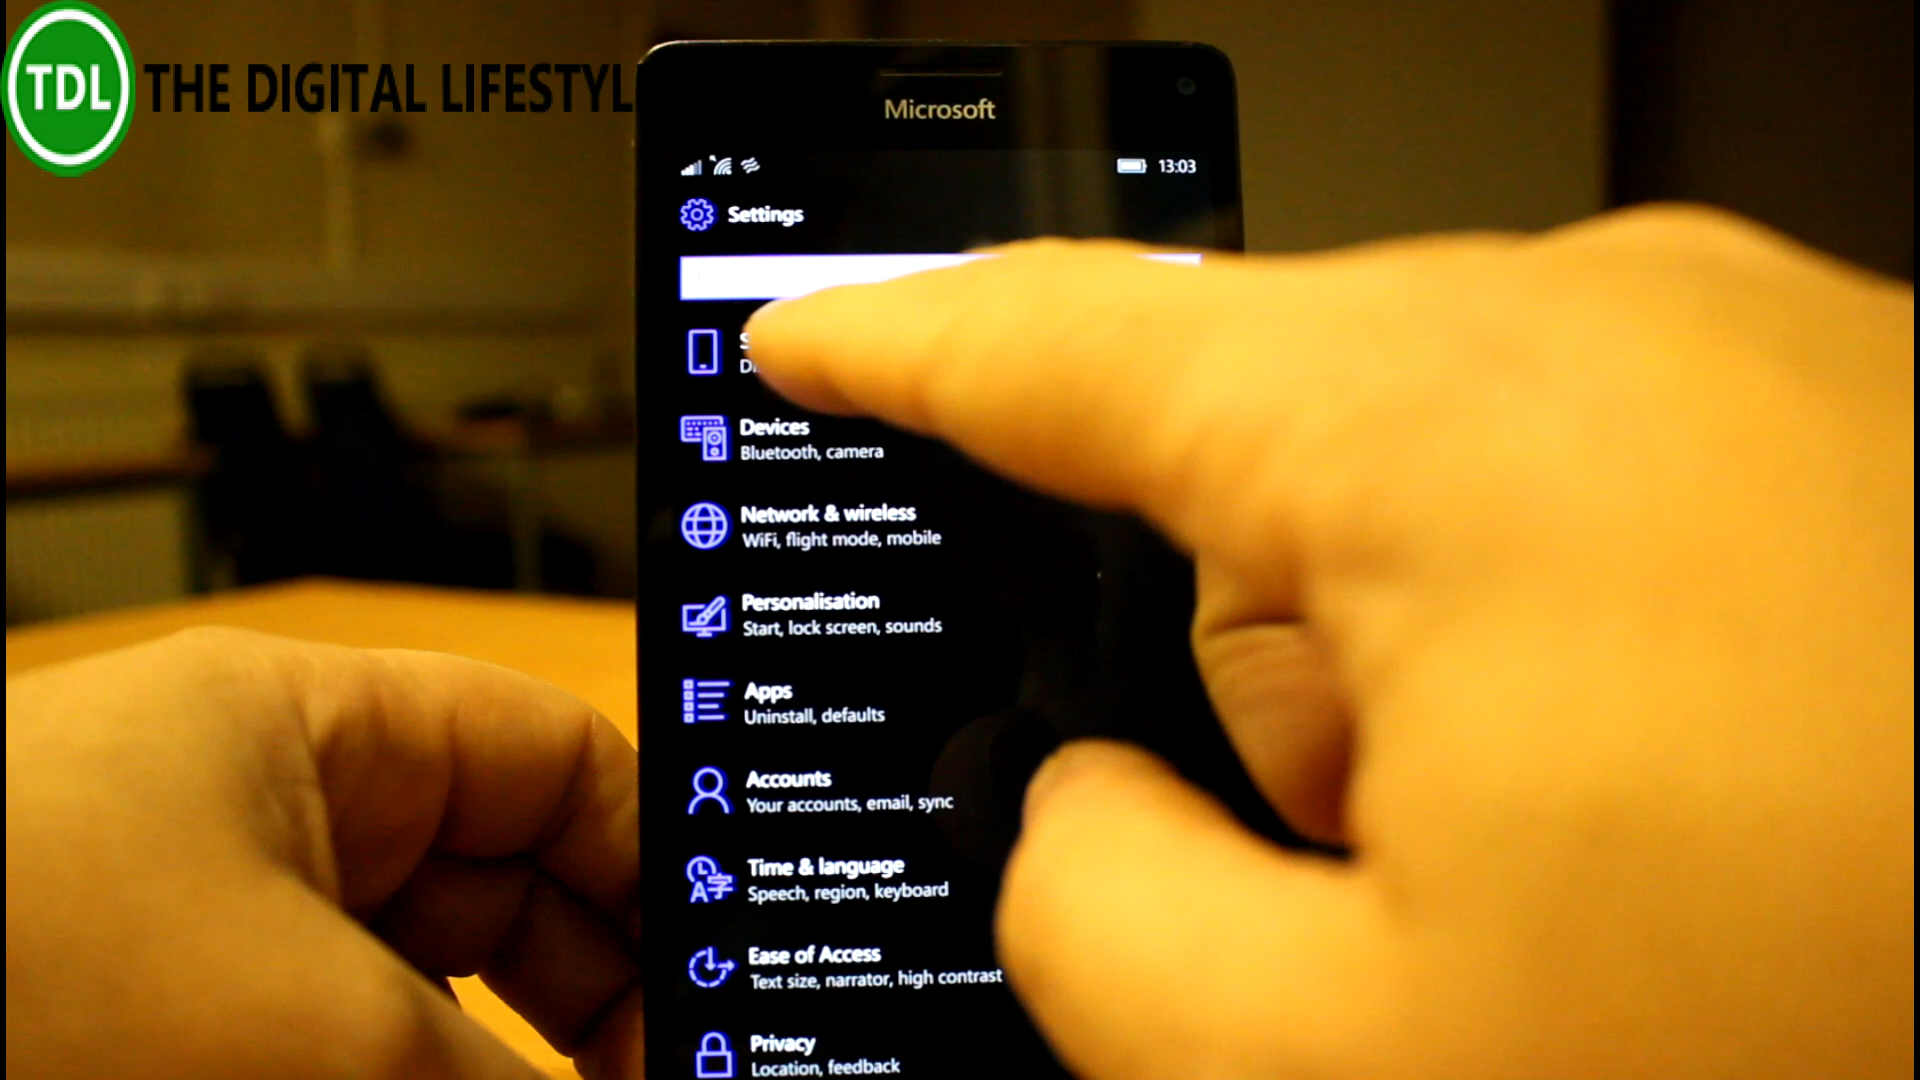 TDL THE DIGITAL LIFESTYL
Microsoft
13:03
Settings
Devices
Bluetooth, camera
Network & wireless
WiFi, flight mode, mobile
Personalisation
Start, lock screen, sounds
Apps
Uninstall, defaults
Accounts
Your accounts, email, sync
Time & language
Speech, region, keyboard
Ease of Access
Text size, narrator, high contrast
Privacy
Location, feedback